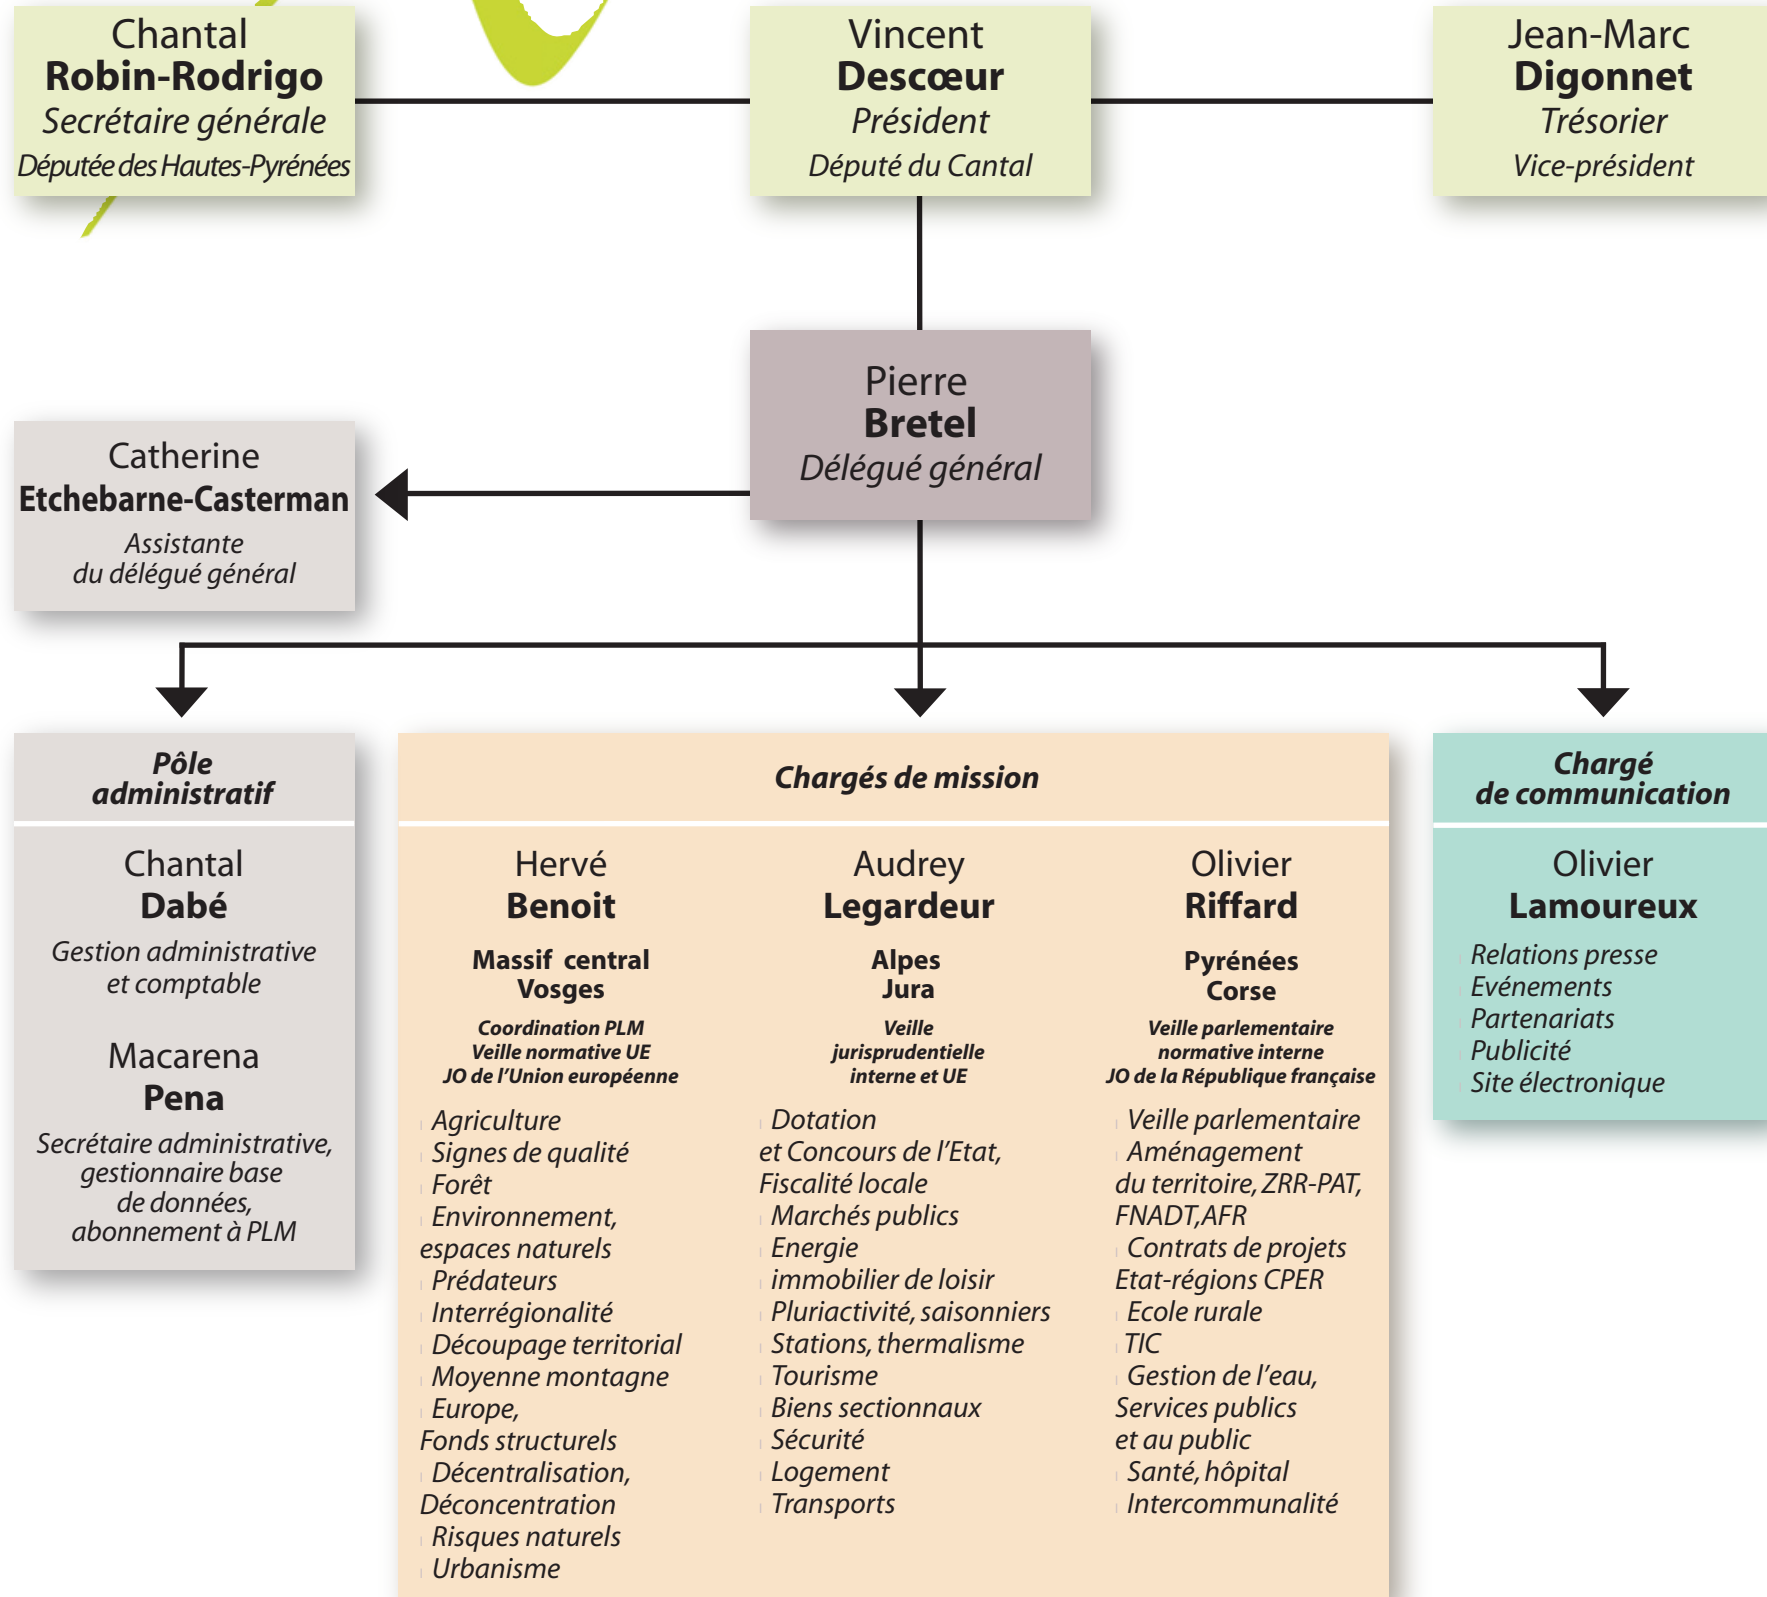 Chantal
Robin-Rodrigo
Secrétaire générale
Députée des Hautes-Pyrénées
Vincent
Descœur
Président
Député du Cantal
Jean-Marc
Digonnet
Trésorier
Vice-président
Pierre
Bretel
Délégué général
Catherine
Etchebarne-Casterman
Assistante
du délégué général
Pôle
administratif
Chantal
Dabé
Gestion administrative
et comptable
Macarena
Pena
Secrétaire administrative,
gestionnaire base
de données,
abonnement à PLM
Chargés de mission
Hervé
Benoit
Massif central
Vosges
Coordination PLM
Veille normative UE
JO de l'Union européenne
Agriculture
Signes de qualité
Forêt
Environnement,
espaces naturels
Prédateurs
Interrégionalité
Découpage territorial
Moyenne montagne
Europe,
Fonds structurels
Décentralisation,
Déconcentration
Risques naturels
Urbanisme
Audrey
Legardeur
Alpes
Jura
Veille
jurisprudentielle
interne et UE
Dotation
et Concours de l'Etat,
Fiscalité locale
Marchés publics
Energie
immobilier de loisir
Pluriactivité, saisonniers
Stations, thermalisme
Tourisme
Biens sectionnaux
Sécurité
Logement
Transports
Olivier
Riffard
Pyrénées
Corse
Veille parlementaire
normative interne
JO de la République française
Veille parlementaire
Aménagement
du territoire, ZRR-PAT,
FNADT,AFR
Contrats de projets
Etat-régions CPER
Ecole rurale
TIC
Gestion de l'eau,
Services publics
et au public
Santé, hôpital
Intercommunalité
Chargé
de communication
Olivier
Lamoureux
Relations presse
Evénements
Partenariats
Publicité
Site électronique